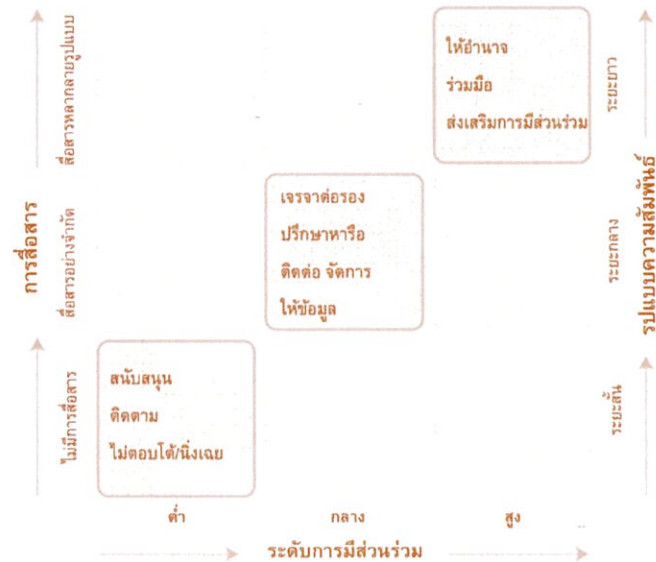 ให้อำนาจ
ร่วมมือ
ส่งเสริมการมีส่วนร่วม
สื่อสารหลากหลายรูปแบบ
ระยะยาว
เจรจาต่อรอง
ปรึกษาหารือ
ติดต่อ จัดการ
ให้ข้อมูล
การสื่อสาร
สื่อสารอย่างจำกัด
ระยะกลาง
รูปแบบความสัมพันธ์
สนับสนุน
ติดตาม
ไม่ตอบโต้/นิ่งเฉย
ไม่มีการสื่อสาร
ระยะสั้น
ต่ำ
กลาง
สูง
ระดับการมีส่วนร่วม